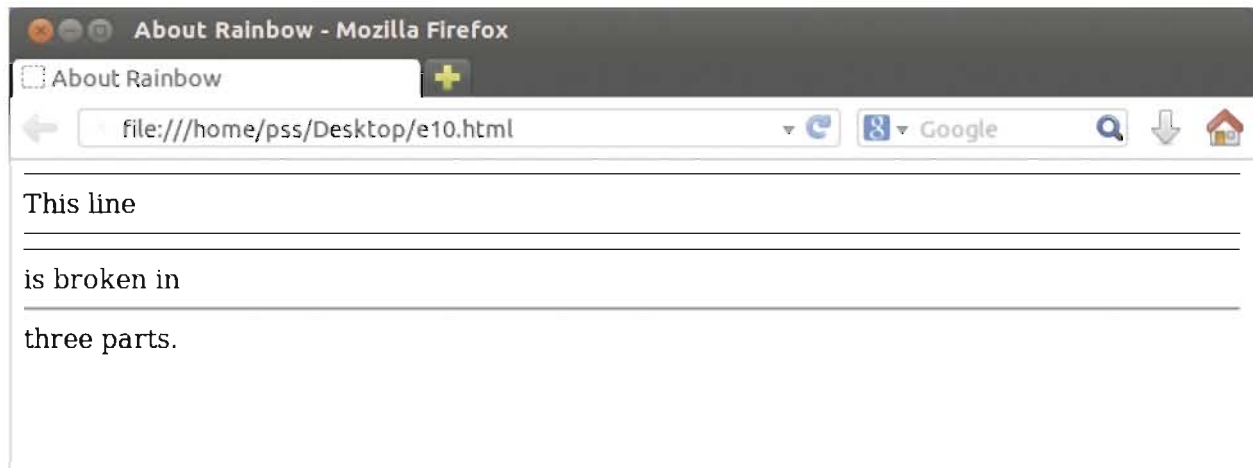 About Rainbow - Mozilla Firefox
About Rainbow
file:///home/pss/Desktop/e10.html
8 Google
This line
is broken in
three parts.